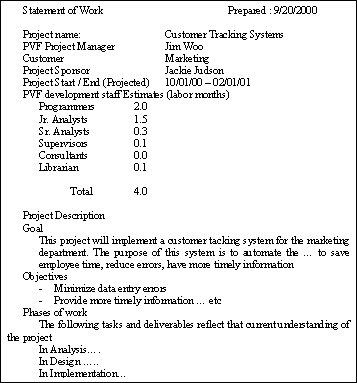 Statement of Work Prepared : 9/20/2000
Project name: Customer Tracking Systems
PVF Project Manager Jim Woo
Customer Marketing
Project Sponsor Jackie Judson
Project Start / End (Projected) 10/01/00 – 02/01/01
PVF development staff Estimates (labor months)
Programmers 2.0
Jr. Analysts 1.5
Sr. Analysts 0.3
Supervisors 0.1
Consultants 0.0
Librarian 0.1
Total 4.0
Project Description
Goal
This project will implement a customer tacking system for the marketing
department. The purpose of this system is to automate the ... to save
employee time, reduce errors, have more timely information
Objectives
- Minimize data entry errors
- Provide more timely information ... etc
Phases of work
The following tasks and deliverables reflect that current understanding of
the project
In Analysis....
In Design .....
In Implementation...